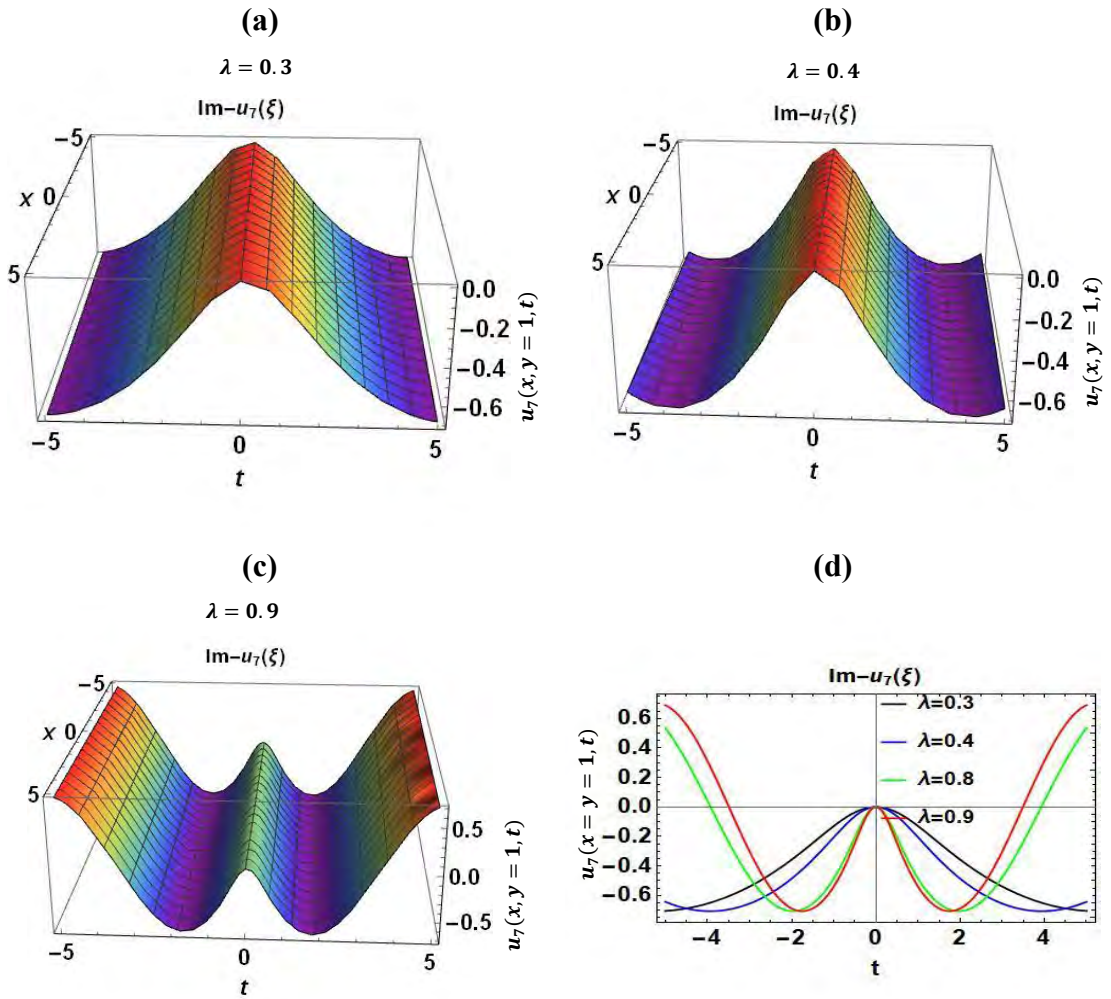 (a)
λ = 0.3
Im-u₇(ξ)
-5
x 0
5
0.0
-0.2
-0.4
-0.6
u₇(x, y = 1, t)
-5
0
5
t
(b)
λ = 0.4
Im-u₇(ξ)
-5
x 0
5
0.0
-0.2
-0.4
-0.6
u₇(x, y = 1, t)
-5
0
5
t
(c)
λ = 0.9
Im-u₇(ξ)
-5
x 0
5
0.5
0.0
-0.5
u₇(x, y = 1, t)
-5
0
5
t
(d)
Im-u₇(ξ)
0.6
0.4
0.2
0.0
-0.2
-0.4
-0.6
u₇(x = y = 1, t)
λ=0.3
λ=0.4
λ=0.8
λ=0.9
-4
-2
0
2
4
t